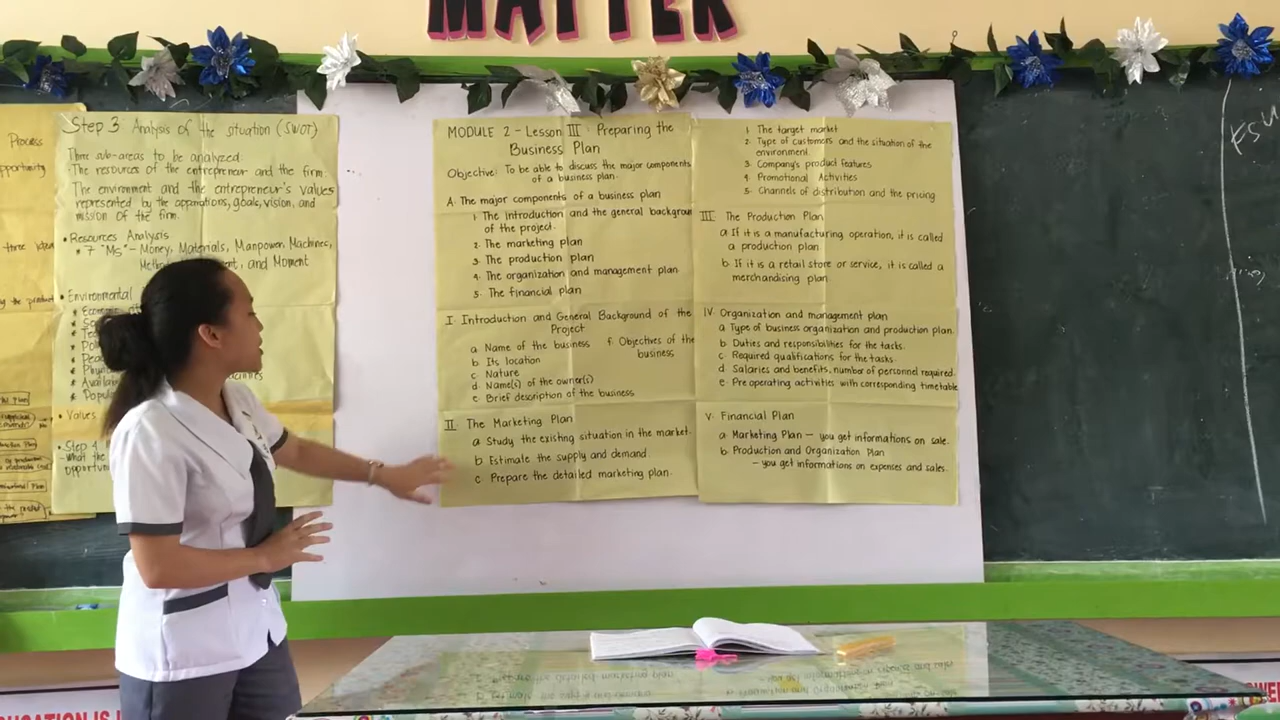 MATTER
Process
Step 3 Analysis of the situation (SWOT)
Three sub-areas to be analyzed
• The resources of the entreprenuer and the firm.
The environment and the entrepreneur's values
represented by the
goals, vision, and
mission of the firm.
• Resources Analysis
* 7 "Ms" - Money, Materials, Manpower, Machines,
and Moment
• Environmental
• Values
• Step 4
MODULE 2 - Lesson III: Preparing the
Business Plan
Objective: To be able to discuss the major components
of a business plan.
A. The major components of a business plan
1. The introduction and the general backgroun
of the project.
2. The marketing plan
3. The production plan
4. The organization and management plan
5. The financial plan
I. Introduction and General Background of the
Project
a. Name of the business
b. Its location
c. Nature
d. Name(s) of the owner(s)
e. Brief description of the business
f. Objectives of the
business
II. The Marketing Plan
a. Study the existing situation in the market.
b. Estimate the supply and demand
c. Prepare the detailed marketing plan.
1. The target market
2. Type of customers and the situation of the
environment.
3. Company's product features
4. Promotional Activities
5. Channels of distribution and the pricing
III. The Production Plan
a. If it is a manufacturing operation, it is called
a production plan
b. If it is a retail store or service, it is called a
merchandising plan.
IV. Organization and management plan
a. Type of business organization and production plan.
b. Duties and responsibilities for the tasks.
c. Required qualifications for the tasks.
d. Salaries and benefits, number of personnel required.
e. Pre operating activities with corresponding timetable
V. Financial Plan
a. Marketing Plan — you get informations on sale.
b. Production and Organization Plan
— you get informations on expenses and sales.